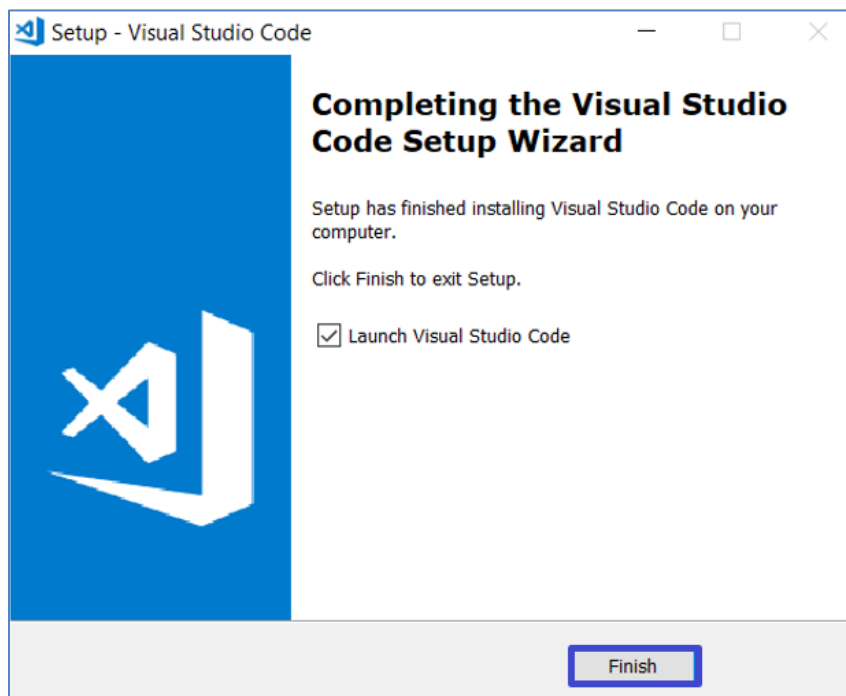 Setup - Visual Studio Code
Completing the Visual Studio
Code Setup Wizard
Setup has finished installing Visual Studio Code on your
computer.
Click Finish to exit Setup.
Launch Visual Studio Code
Finish